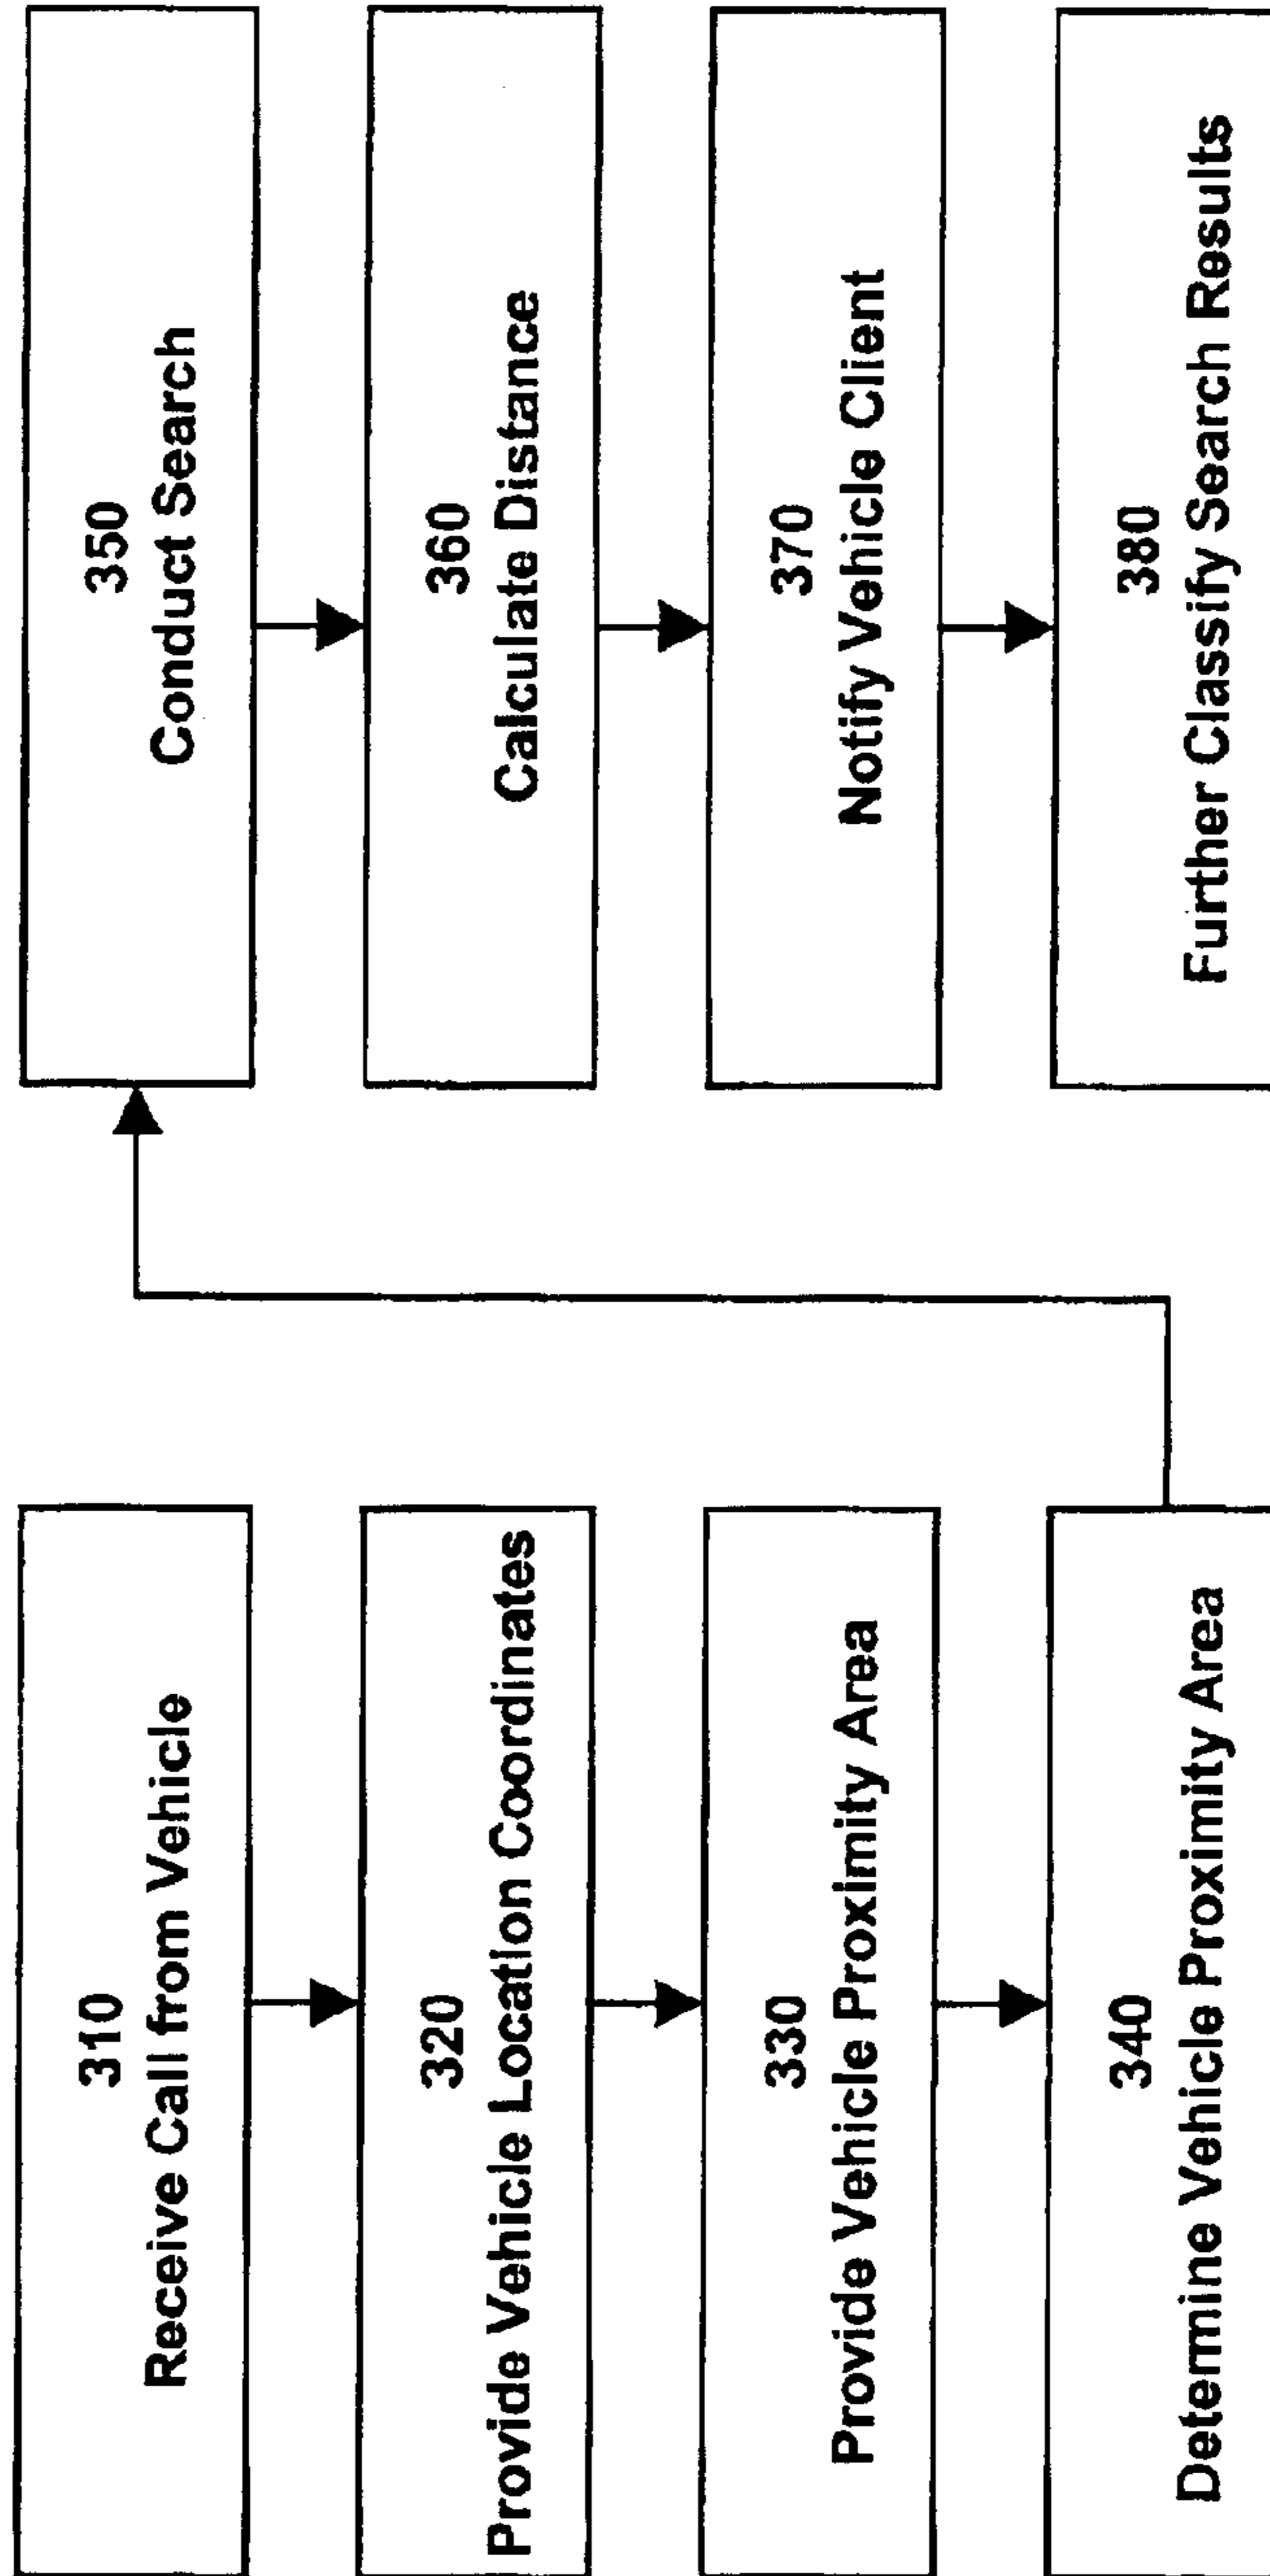 310
Receive Call from Vehicle
320
Provide Vehicle Location Coordinates
330
Provide Vehicle Proximity Area
340
Determine Vehicle Proximity Area
350
Conduct Search
360
Calculate Distance
370
Notify Vehicle Client
380
Further Classify Search Results